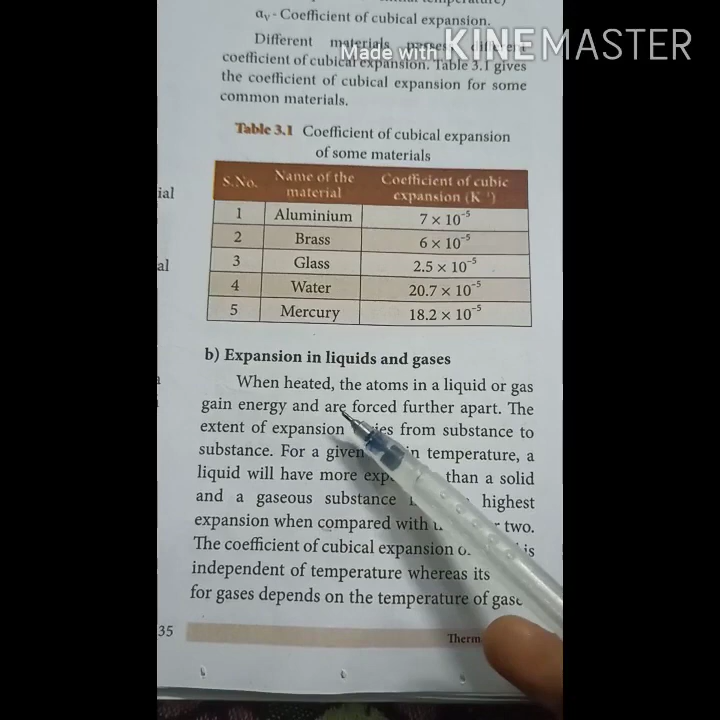 Made with KINEMASTER
αᵥ - Coefficient of cubical expansion.
Different materials
coefficient of cubical expansion. Table 3.1 gives
the coefficient of cubical expansion for some
common materials.
Table 3.1 Coefficient of cubical expansion
of some materials
S.No. Name of the material Coefficient of cubic expansion (K⁻¹)
1 Aluminium 7 × 10⁻⁵
2 Brass 6 × 10⁻⁵
3 Glass 2.5 × 10⁻⁵
4 Water 20.7 × 10⁻⁵
5 Mercury 18.2 × 10⁻⁵
ial
al
b) Expansion in liquids and gases
When heated, the atoms in a liquid or gas
gain energy and are forced further apart. The
extent of expansion from substance to
substance. For a given in temperature, a
liquid will have more than a solid
and a gaseous substance highest
expansion when compared with two.
The coefficient of cubical expansion is
independent of temperature whereas its
for gases depends on the temperature of
35
Therm